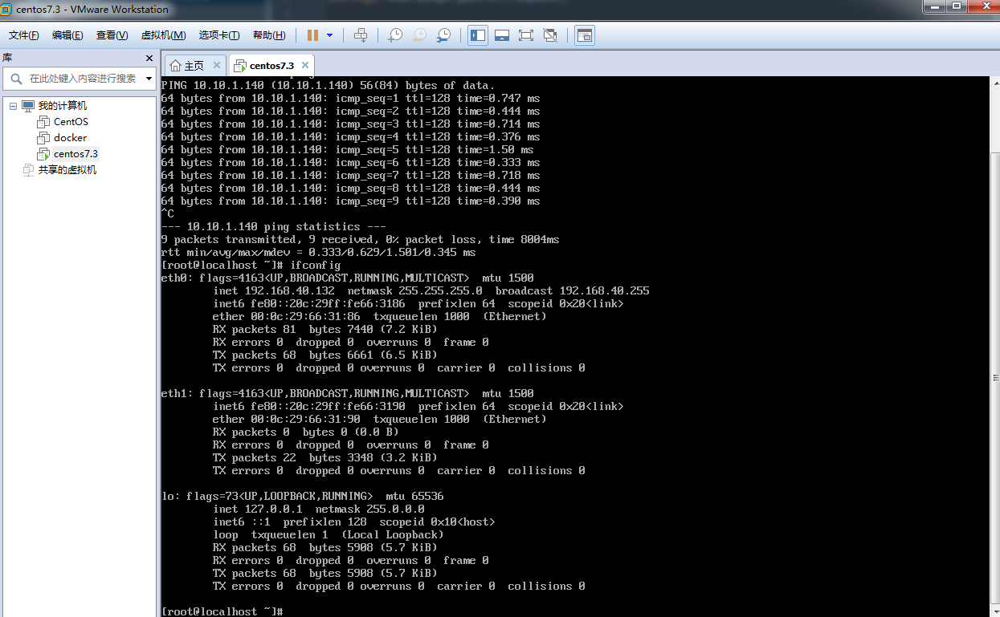 centos7.3 - VMware Workstation
文件(F) 编辑(E) 查看(V) 虚拟机(M) 选项卡(T) 帮助(H)
库
在此处键入内容进行搜索
我的计算机
CentOS
docker
centos7.3
共享的虚拟机
主页
centos7.3
PING 10.10.1.140 (10.10.1.140) 56(84) bytes of data.
64 bytes from 10.10.1.140: icmp_seq=1 ttl=128 time=0.747 ms
64 bytes from 10.10.1.140: icmp_seq=2 ttl=128 time=0.444 ms
64 bytes from 10.10.1.140: icmp_seq=3 ttl=128 time=0.714 ms
64 bytes from 10.10.1.140: icmp_seq=4 ttl=128 time=0.376 ms
64 bytes from 10.10.1.140: icmp_seq=5 ttl=128 time=1.50 ms
64 bytes from 10.10.1.140: icmp_seq=6 ttl=128 time=0.333 ms
64 bytes from 10.10.1.140: icmp_seq=7 ttl=128 time=0.718 ms
64 bytes from 10.10.1.140: icmp_seq=8 ttl=128 time=0.444 ms
64 bytes from 10.10.1.140: icmp_seq=9 ttl=128 time=0.390 ms
^C
--- 10.10.1.140 ping statistics ---
9 packets transmitted, 9 received, 0% packet loss, time 8004ms
rtt min/avg/max/mdev = 0.333/0.629/1.501/0.345 ms
[root@localhost ~]# ifconfig
eth0: flags=4163<UP,BROADCAST,RUNNING,MULTICAST>  mtu 1500
inet 192.168.40.132  netmask 255.255.255.0  broadcast 192.168.40.255
inet6 fe80::20c:29ff:fe66:3186  prefixlen 64  scopeid 0x20<link>
ether 00:0c:29:66:31:86  txqueuelen 1000  (Ethernet)
RX packets 81  bytes 7440 (7.2 KiB)
RX errors 0  dropped 0  overruns 0  frame 0
TX packets 68  bytes 6661 (6.5 KiB)
TX errors 0  dropped 0 overruns 0  carrier 0  collisions 0
eth1: flags=4163<UP,BROADCAST,RUNNING,MULTICAST>  mtu 1500
inet6 fe80::20c:29ff:fe66:3190  prefixlen 64  scopeid 0x20<link>
ether 00:0c:29:66:31:90  txqueuelen 1000  (Ethernet)
RX packets 0  bytes 0 (0.0 B)
RX errors 0  dropped 0  overruns 0  frame 0
TX packets 22  bytes 3348 (3.2 KiB)
TX errors 0  dropped 0 overruns 0  carrier 0  collisions 0
lo: flags=73<UP,LOOPBACK,RUNNING>  mtu 65536
inet 127.0.0.1  netmask 255.0.0.0
inet6 ::1  prefixlen 128  scopeid 0x10<host>
loop  txqueuelen 1  (Local Loopback)
RX packets 68  bytes 5908 (5.7 KiB)
RX errors 0  dropped 0  overruns 0  frame 0
TX packets 68  bytes 5908 (5.7 KiB)
TX errors 0  dropped 0 overruns 0  carrier 0  collisions 0
[root@localhost ~]#